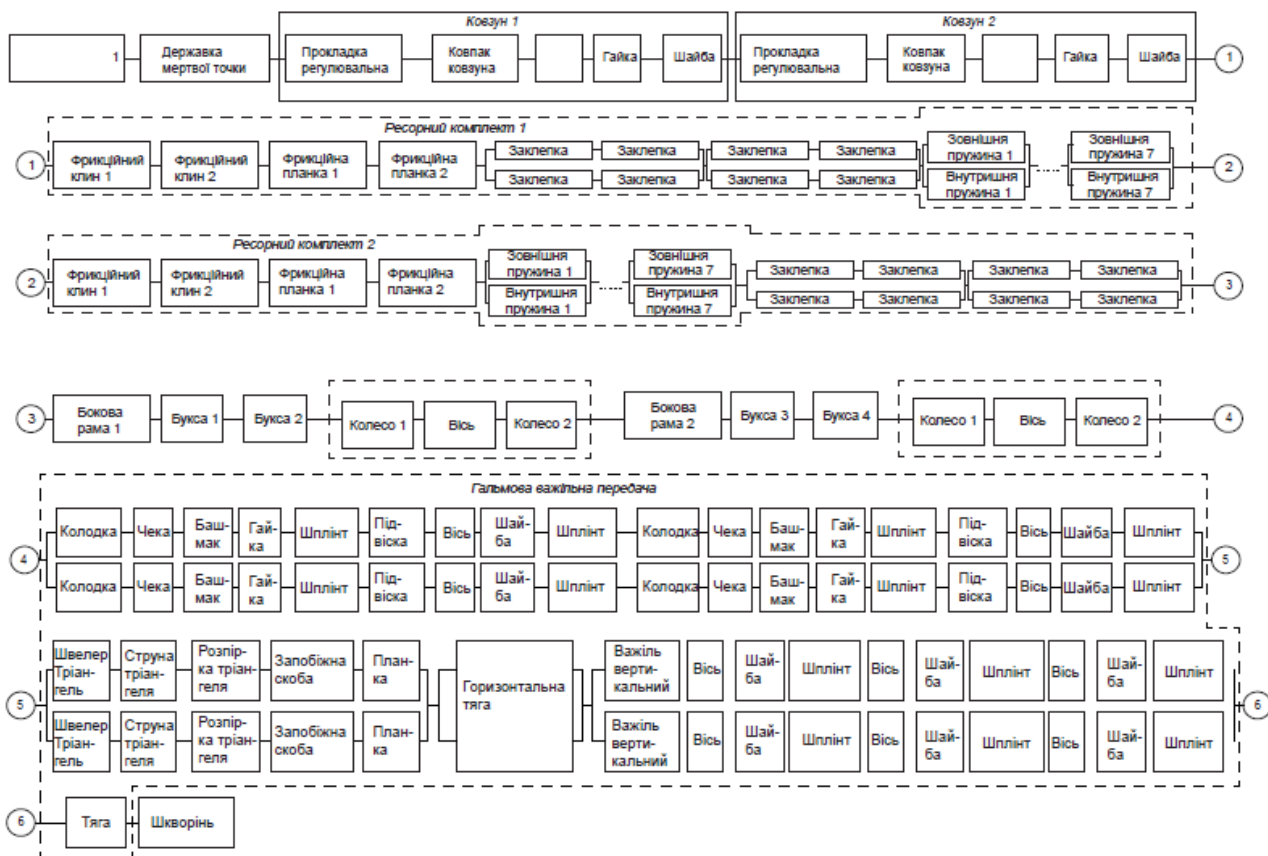 Ковзун 1
Ковзун 2
1
Державка
мертвої точки
Прокладка
регулювальна
Ковпак
ковзуна
Гайка
Шайба
Прокладка
регулювальна
Ковпак
ковзуна
Гайка
Шайба
1
Ресорний комплект 1
1
Фрикційний
клин 1
Фрикційний
клин 2
Фрикційна
планка 1
Фрикційна
планка 2
Заклепка
Заклепка
Заклепка
Заклепка
Заклепка
Заклепка
Заклепка
Заклепка
Зовнішня
пружина 1
Внутришня
пружина 1
Зовнішня
пружина 7
Внутришня
пружина 7
2
Ресорний комплект 2
2
Фрикційний
клин 1
Фрикційний
клин 2
Фрикційна
планка 1
Фрикційна
планка 2
Зовнішня
пружина 1
Внутришня
пружина 1
Зовнішня
пружина 7
Внутришня
пружина 7
Заклепка
Заклепка
Заклепка
Заклепка
Заклепка
Заклепка
Заклепка
Заклепка
3
3
Бокова
рама 1
Букса 1
Букса 2
Колесо 1
Вісь
Колесо 2
Бокова
рама 2
Букса 3
Букса 4
Колесо 1
Вісь
Колесо 2
4
Гальмова важільна передача
4
Колодка
Чека
Баш-
мак
Гай-
ка
Шплінт
Під-
віска
Вісь
Шай-
ба
Шплінт
Колодка
Чека
Баш-
мак
Гай-
ка
Шплінт
Під-
віска
Вісь
Шайба
Шплінт
Колодка
Чека
Баш-
мак
Гай-
ка
Шплінт
Під-
віска
Вісь
Шай-
ба
Шплінт
Колодка
Чека
Баш-
мак
Гай-
ка
Шплінт
Під-
віска
Вісь
Шайба
Шплінт
5
5
Швелер
Тріан-
гель
Струна
тріан-
геля
Розпір-
ка тріан-
геля
Запобіжна
скоба
План-
ка
Швелер
Тріан-
гель
Струна
тріан-
геля
Розпір-
ка тріан-
геля
Запобіжна
скоба
План-
ка
Горизонтальна
тяга
Важіль
верти-
кальний
Вісь
Шай-
ба
Шплінт
Вісь
Шай-
ба
Шплінт
Вісь
Шай-
ба
Шплінт
Важіль
верти-
кальний
Вісь
Шай-
ба
Шплінт
Вісь
Шай-
ба
Шплінт
Вісь
Шай-
ба
Шплінт
6
6
Тяга
Шкворінь